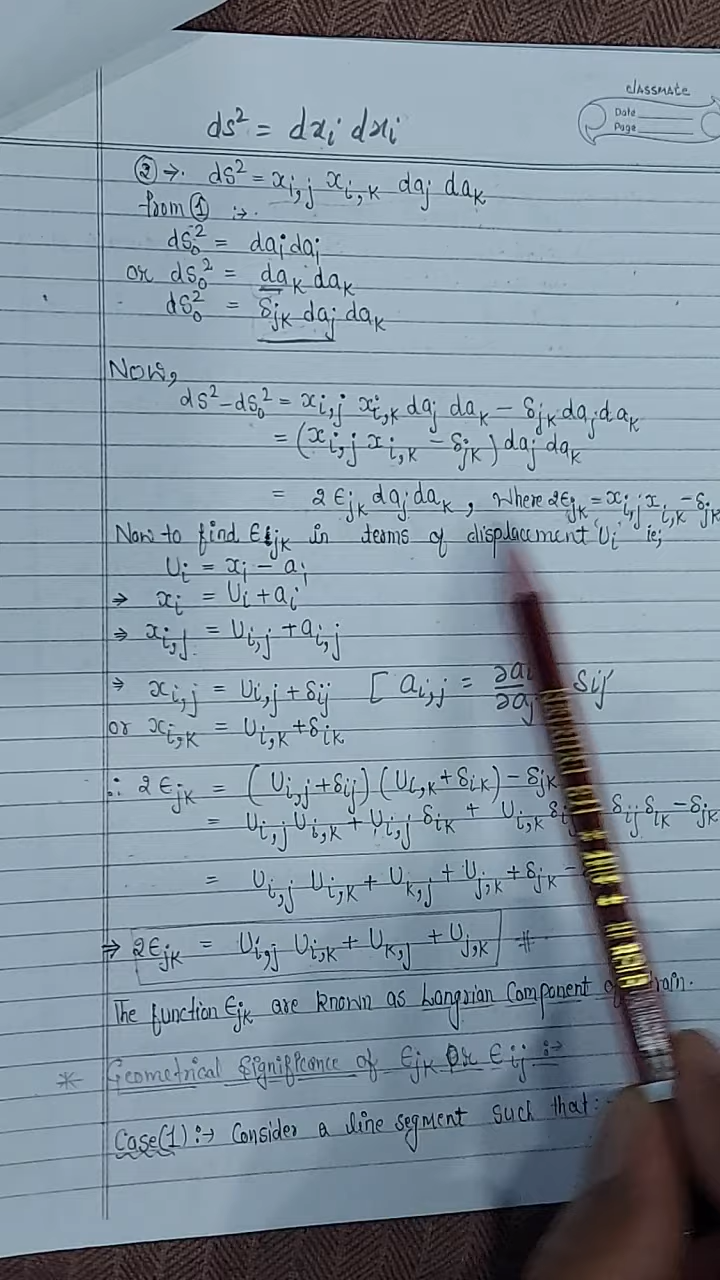 classmate
Date
Page
ds² = dxᵢ dxᵢ
② → ds² = xᵢ,ⱼ xᵢ,ₖ daⱼ daₖ
from ① :→
ds₀² = daᵢ daᵢ
or ds₀² = daₖ daₖ
ds₀² = δⱼₖ daⱼ daₖ
Now,
ds² – ds₀² = xᵢ,ⱼ xᵢ,ₖ daⱼ daₖ – δⱼₖ daⱼ daₖ
= (xᵢ,ⱼ xᵢ,ₖ – δⱼₖ) daⱼ daₖ
= 2 ϵⱼₖ daⱼ daₖ, Where 2ϵⱼₖ = xᵢ,ⱼ xᵢ,ₖ – δⱼₖ
Now to find ϵⱼₖ in terms of displacement 'Uᵢ' ie;
Uᵢ = xᵢ – aᵢ
⇒ xᵢ = Uᵢ + aᵢ
⇒ xᵢ,ⱼ = Uᵢ,ⱼ + aᵢ,ⱼ
⇒ xᵢ,ⱼ = Uᵢ,ⱼ + δᵢⱼ [ aᵢ,ⱼ = ∂aᵢ/∂aⱼ δij
or xᵢ,ₖ = Uᵢ,ₖ + δᵢₖ
∴ 2 ϵⱼₖ = (Uᵢ,ⱼ + δᵢⱼ) (Uᵢ,ₖ + δᵢₖ) – δⱼₖ
= Uᵢ,ⱼ Uᵢ,ₖ + Uᵢ,ⱼ δᵢₖ + Uᵢ,ₖ δᵢⱼ δᵢₖ – δⱼₖ
= Uᵢ,ⱼ Uᵢ,ₖ + Uₖ,ⱼ + Uⱼ,ₖ + δⱼₖ –
⇒ 2ϵⱼₖ = Uᵢ,ⱼ Uᵢ,ₖ + Uₖ,ⱼ + Uⱼ,ₖ #
The function ϵⱼₖ are known as Langrian Component of
* Geometrical Significance of ϵⱼₖ Or ϵᵢⱼ :→
Case(1) :→ Consider a line segment such that :